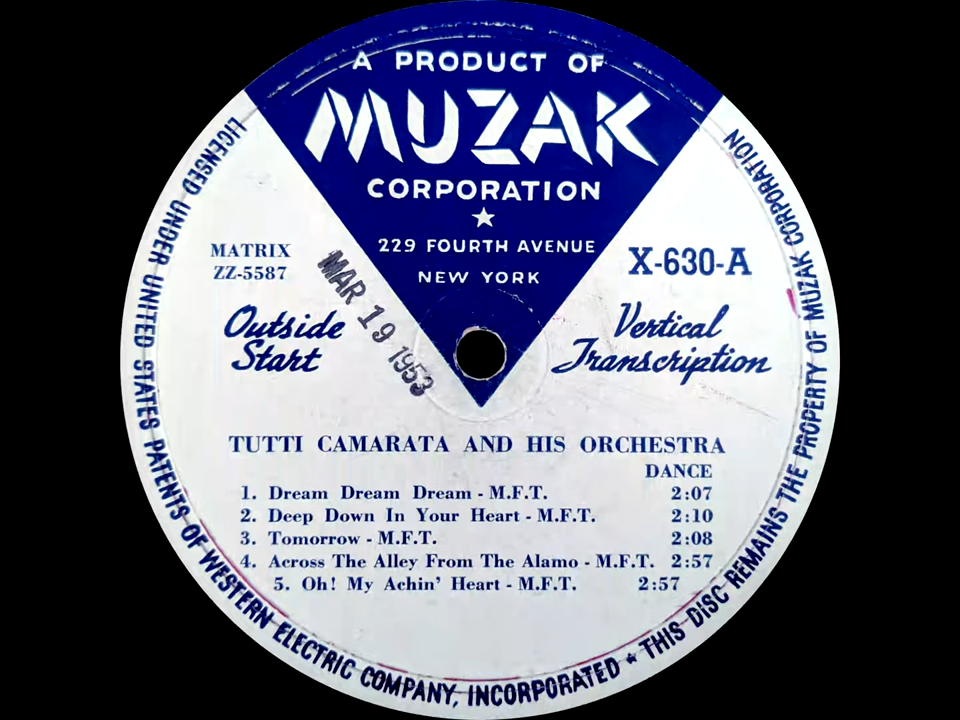 A PRODUCT OF
MUZAK
CORPORATION
229 FOURTH AVENUE
NEW YORK
MATRIX
ZZ-5587
X-630-A
MAR 19 1953
Outside
Start
Vertical
Transcription
TUTTI CAMARATA AND HIS ORCHESTRA
DANCE
1. Dream Dream Dream - M.F.T. 2:07
2. Deep Down In Your Heart - M.F.T. 2:10
3. Tomorrow - M.F.T. 2:08
4. Across The Alley From The Alamo - M.F.T. 2:57
5. Oh! My Achin' Heart - M.F.T. 2:57
LICENSED UNDER UNITED STATES PATENTS OF WESTERN ELECTRIC COMPANY, INCORPORATED ★ THIS DISC REMAINS THE PROPERTY OF MUZAK CORPORATION